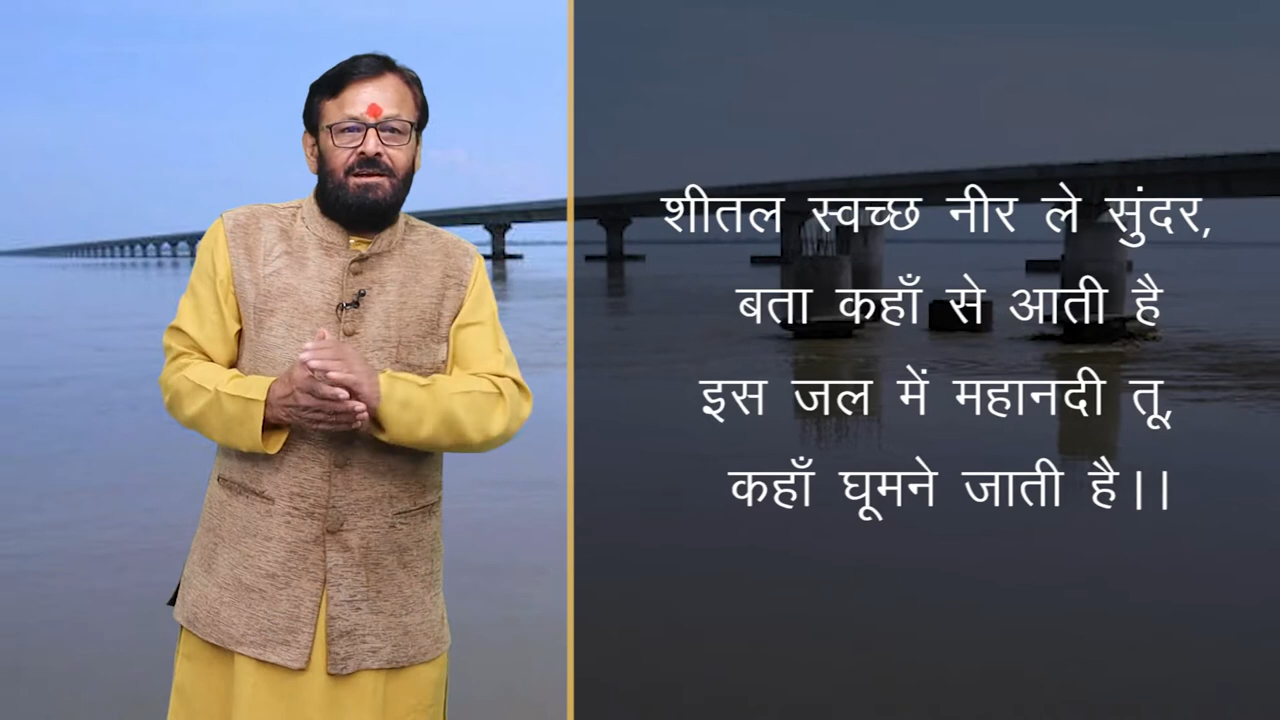 शीतल स्वच्छ नीर ले सुंदर,
बता कहाँ से आती है
इस जल में महानदी तू,
कहाँ घूमने जाती है।।